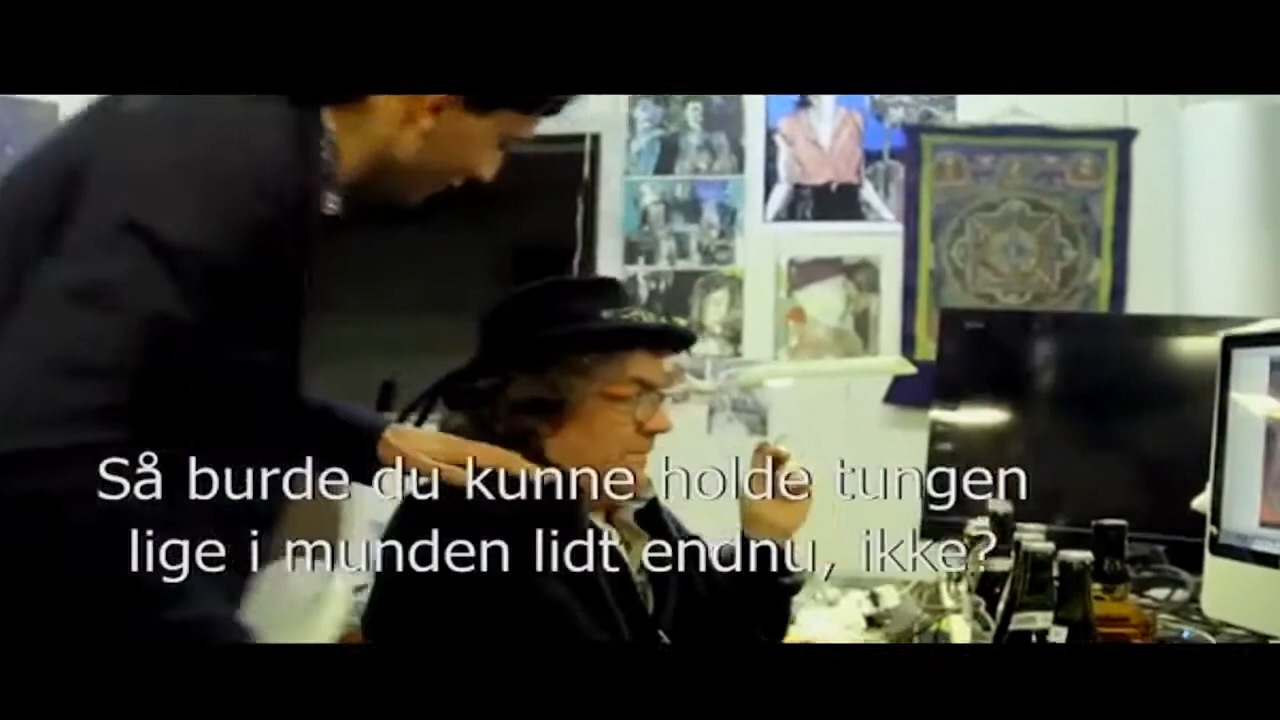 Så burde du kunne holde tungen
lige i munden lidt endnu, ikke?